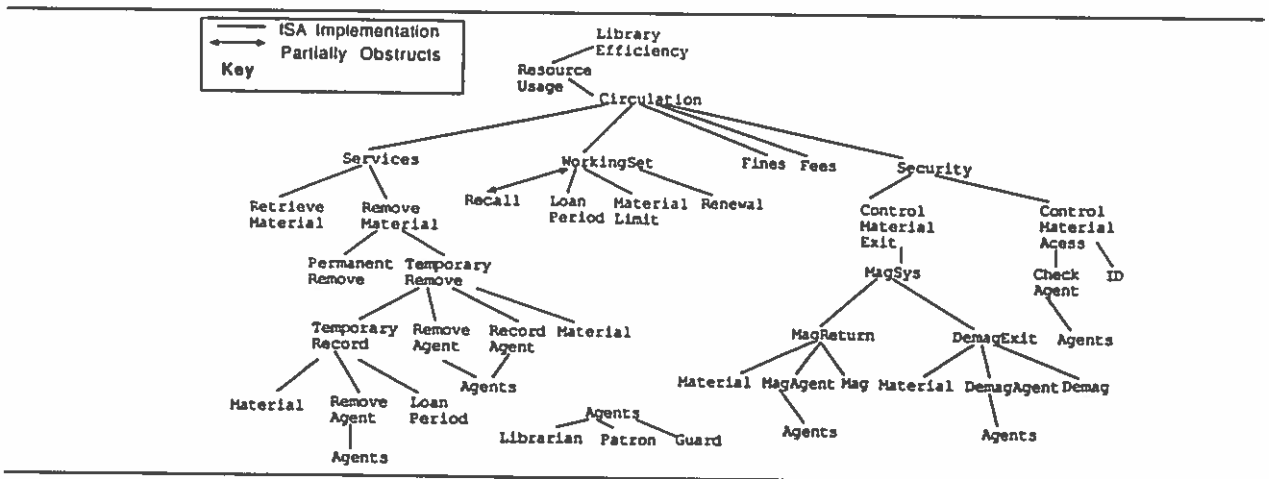 ISA Implementation
Partially Obstructs
Key
Library
Efficiency
Resource
Usage
Circulation
Services
WorkingSet
Fines
Fees
Security
Retrieve
Material
Remove
Material
Recall
Loan
Period
Material
Limit
Renewal
Control
Material
Exit
Control
Material
Acess
Permanent
Remove
Temporary
Remove
MagSys
Check
Agent
ID
Temporary
Record
Remove
Agent
Record
Agent
Material
MagReturn
DemagExit
Agents
Material
Remove
Agent
Loan
Period
Agents
Material
MagAgent
Mag
Material
DemagAgent
Demag
Agents
Agents
Librarian
Patron
Guard
Agents
Agents